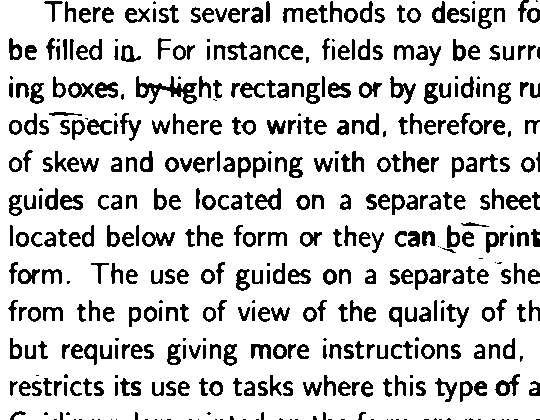 There exist several methods to design fo
be filled in. For instance, fields may be surr
ing boxes, by light rectangles or by guiding ru
ods specify where to write and, therefore, m
of skew and overlapping with other parts of
guides can be located on a separate sheet
located below the form or they can be print
form. The use of guides on a separate she
from the point of view of the quality of th
but requires giving more instructions and,
restricts its use to tasks where this type of a